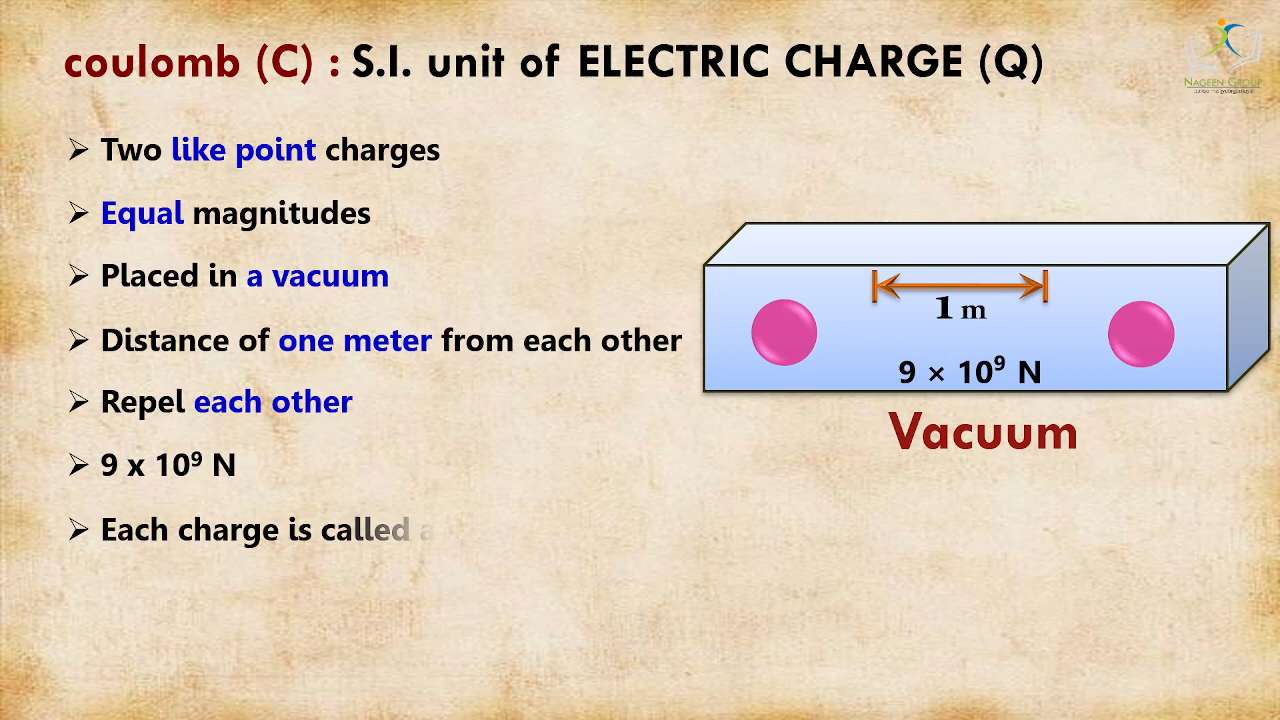 coulomb (C) : S.I. unit of ELECTRIC CHARGE (Q)
NAGEEN GROUP
➢ Two like point charges
➢ Equal magnitudes
➢ Placed in a vacuum
➢ Distance of one meter from each other
➢ Repel each other
➢ 9 x 10⁹ N
➢ Each charge is called a
1 m
9 × 10⁹ N
Vacuum